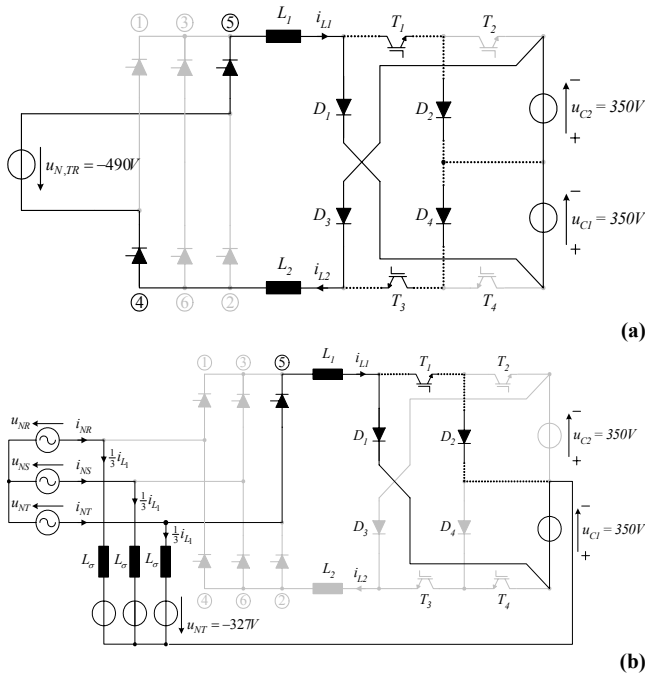 ① ③ ⑤ L1 iL1 T1 T2
D1 D2 uC2 = 350V
− +
uN,TR = −490V
D3 D4 uC1 = 350V
− +
④ ⑥ ② L2 iL2 T3 T4
(a)
① ③ ⑤ L1 iL1 T1 T2
uNR iNR
D1 D2 uC2 = 350V
− +
1/3 iL1
uNS iNS
1/3 iL1
uNT iNT
1/3 iL1
D3 D4 uC1 = 350V
− +
Lσ Lσ Lσ
④ ⑥ ② L2 iL2 T3 T4
uNT = −327V
(b)